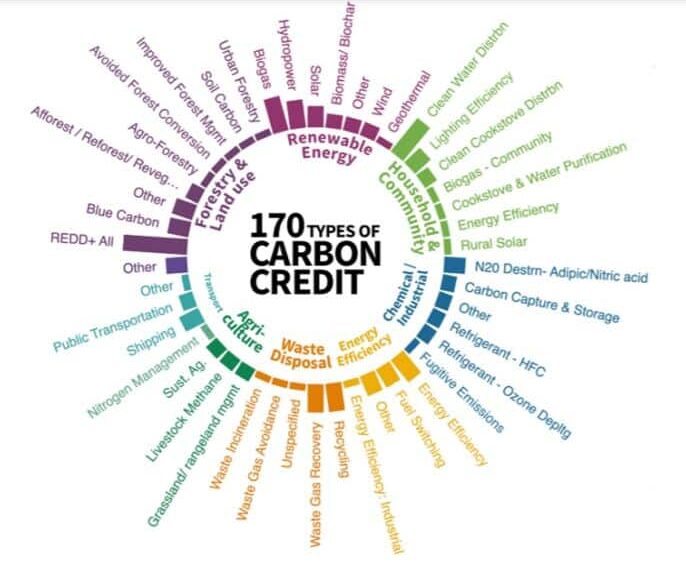 170 TYPES OF
CARBON
CREDIT
Renewable
Energy
Biogas
Hydropower
Solar
Biomass/ Biochar
Other
Wind
Geothermal
Household &
Community
Clean Water Distrbn
Lighting Efficiency
Clean Cookstove Distrbn
Biogas - Community
Cookstove & Water Purification
Energy Efficiency
Rural Solar
Chemical /
Industrial
N20 Destrn- Adipic/Nitric acid
Carbon Capture & Storage
Other
Refrigerant - HFC
Refrigerant - Ozone Depltg
Fugitive Emissions
Energy
Efficiency
Energy Efficiency
Fuel Switching
Other
Energy Efficiency: Industrial
Waste
Disposal
Recycling
Waste Gas Recovery
Unspecified
Waste Gas Avoidance
Waste Incineration
Agri-
culture
Grassland/ rangeland mgmt
Livestock Methane
Sust. Ag.
Nitrogen Management
Transport
Shipping
Public Transportation
Other
Other
Forestry &
Land use
REDD+ All
Blue Carbon
Other
Afforest / Reforest/ Reveg...
Agro-Forestry
Avoided Forest Conversion
Improved Forest Mgmt
Soil Carbon
Urban Forestry